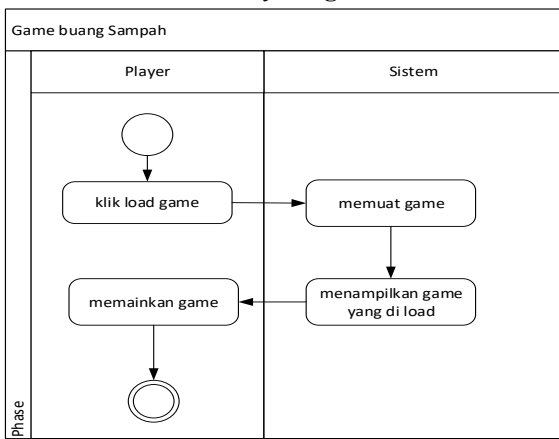 Game buang Sampah
Player
Sistem
klik load game
memuat game
memainkan game
menampilkan game
yang di load
Phase